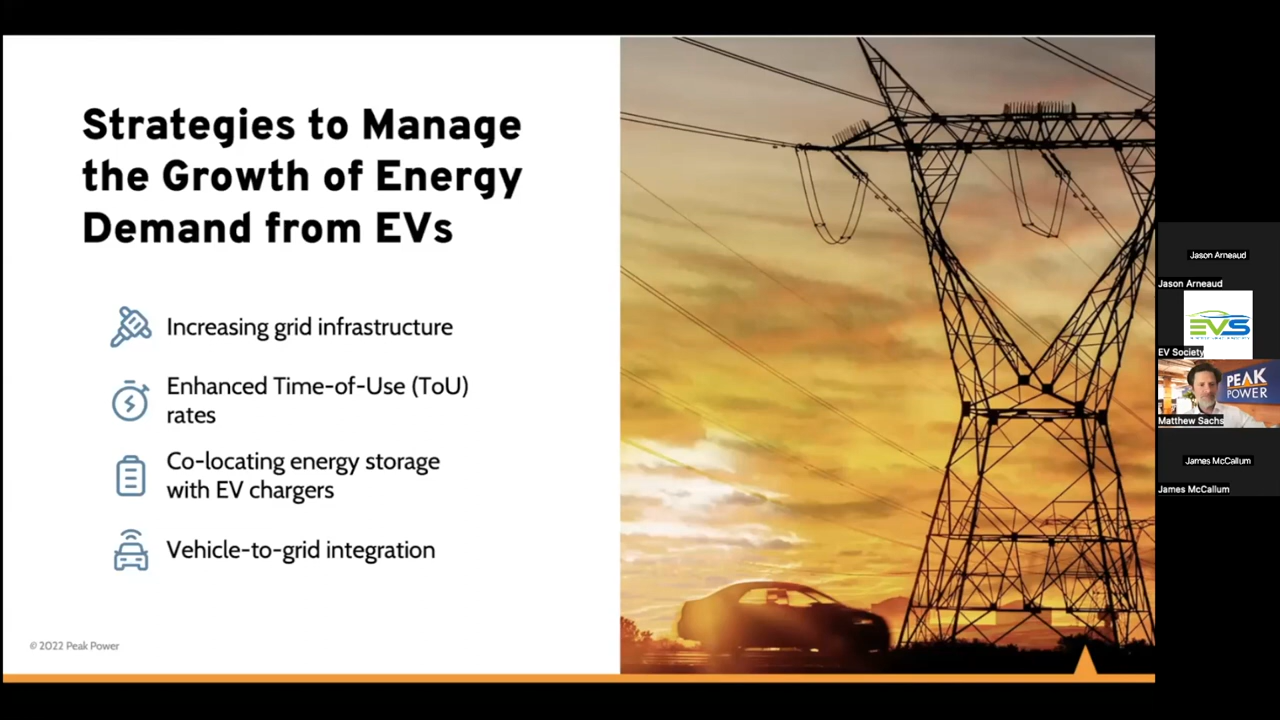 Strategies to Manage
the Growth of Energy
Demand from EVs
Increasing grid infrastructure
Enhanced Time-of-Use (ToU)
rates
Co-locating energy storage
with EV chargers
Vehicle-to-grid integration
© 2022 Peak Power
Jason Arneaud
Jason Arneaud
EVS
EV Society
PEAK
POWER
Matthew Sachs
James McCallum
James McCallum